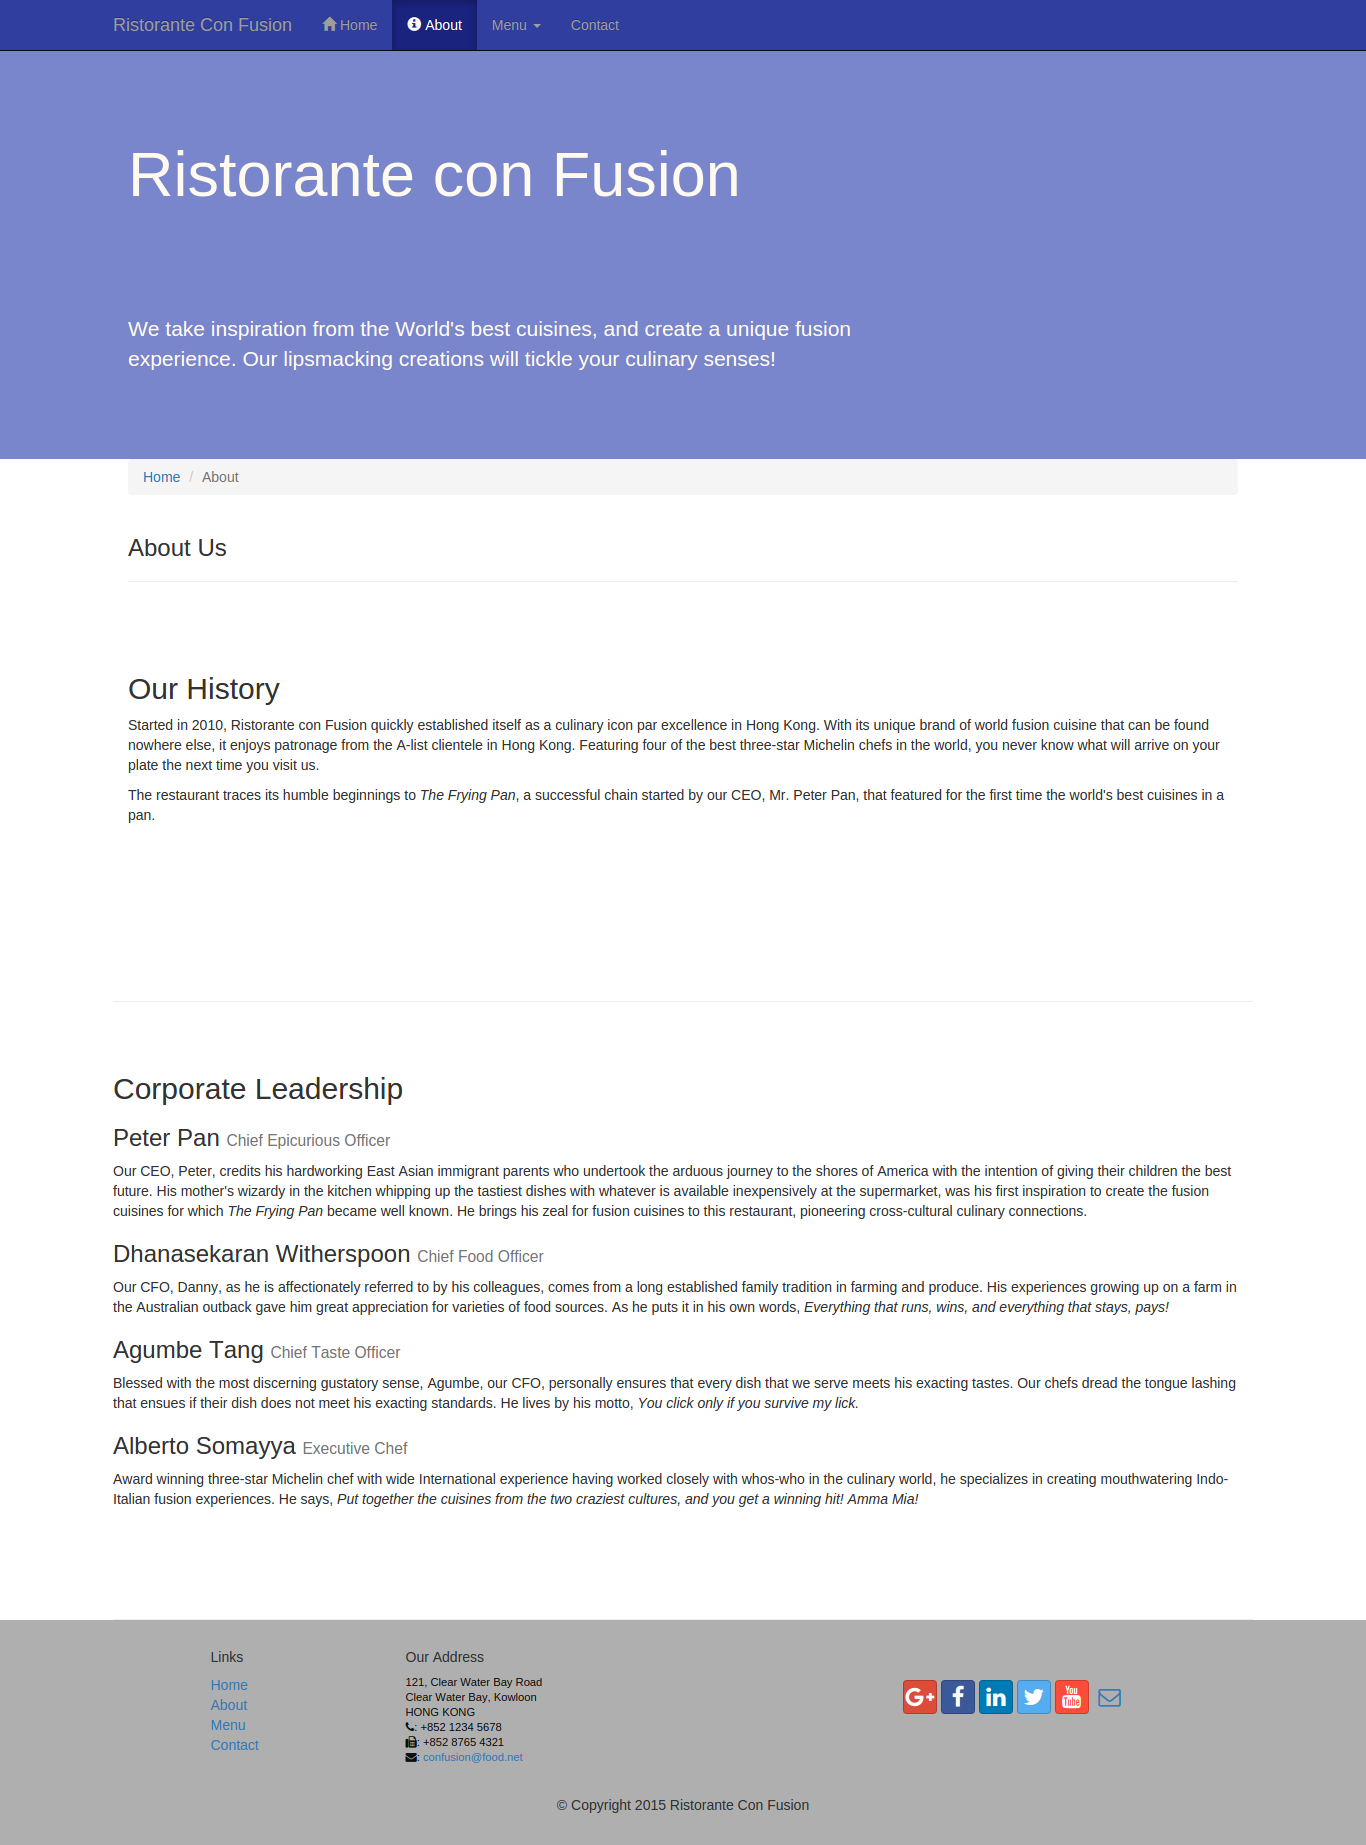 Ristorante Con Fusion Home About Menu Contact
Ristorante con Fusion
We take inspiration from the World's best cuisines, and create a unique fusion
experience. Our lipsmacking creations will tickle your culinary senses!
Home / About
About Us
Our History
Started in 2010, Ristorante con Fusion quickly established itself as a culinary icon par excellence in Hong Kong. With its unique brand of world fusion cuisine that can be found
nowhere else, it enjoys patronage from the A-list clientele in Hong Kong. Featuring four of the best three-star Michelin chefs in the world, you never know what will arrive on your
plate the next time you visit us.
The restaurant traces its humble beginnings to The Frying Pan, a successful chain started by our CEO, Mr. Peter Pan, that featured for the first time the world's best cuisines in a
pan.
Corporate Leadership
Peter Pan Chief Epicurious Officer
Our CEO, Peter, credits his hardworking East Asian immigrant parents who undertook the arduous journey to the shores of America with the intention of giving their children the best
future. His mother's wizardy in the kitchen whipping up the tastiest dishes with whatever is available inexpensively at the supermarket, was his first inspiration to create the fusion
cuisines for which The Frying Pan became well known. He brings his zeal for fusion cuisines to this restaurant, pioneering cross-cultural culinary connections.
Dhanasekaran Witherspoon Chief Food Officer
Our CFO, Danny, as he is affectionately referred to by his colleagues, comes from a long established family tradition in farming and produce. His experiences growing up on a farm in
the Australian outback gave him great appreciation for varieties of food sources. As he puts it in his own words, Everything that runs, wins, and everything that stays, pays!
Agumbe Tang Chief Taste Officer
Blessed with the most discerning gustatory sense, Agumbe, our CFO, personally ensures that every dish that we serve meets his exacting tastes. Our chefs dread the tongue lashing
that ensues if their dish does not meet his exacting standards. He lives by his motto, You click only if you survive my lick.
Alberto Somayya Executive Chef
Award winning three-star Michelin chef with wide International experience having worked closely with whos-who in the culinary world, he specializes in creating mouthwatering Indo-
Italian fusion experiences. He says, Put together the cuisines from the two craziest cultures, and you get a winning hit! Amma Mia!
Links
Home
About
Menu
Contact
Our Address
121, Clear Water Bay Road
Clear Water Bay, Kowloon
HONG KONG
: +852 1234 5678
: +852 8765 4321
: confusion@food.net
G+ f in You Tube
© Copyright 2015 Ristorante Con Fusion